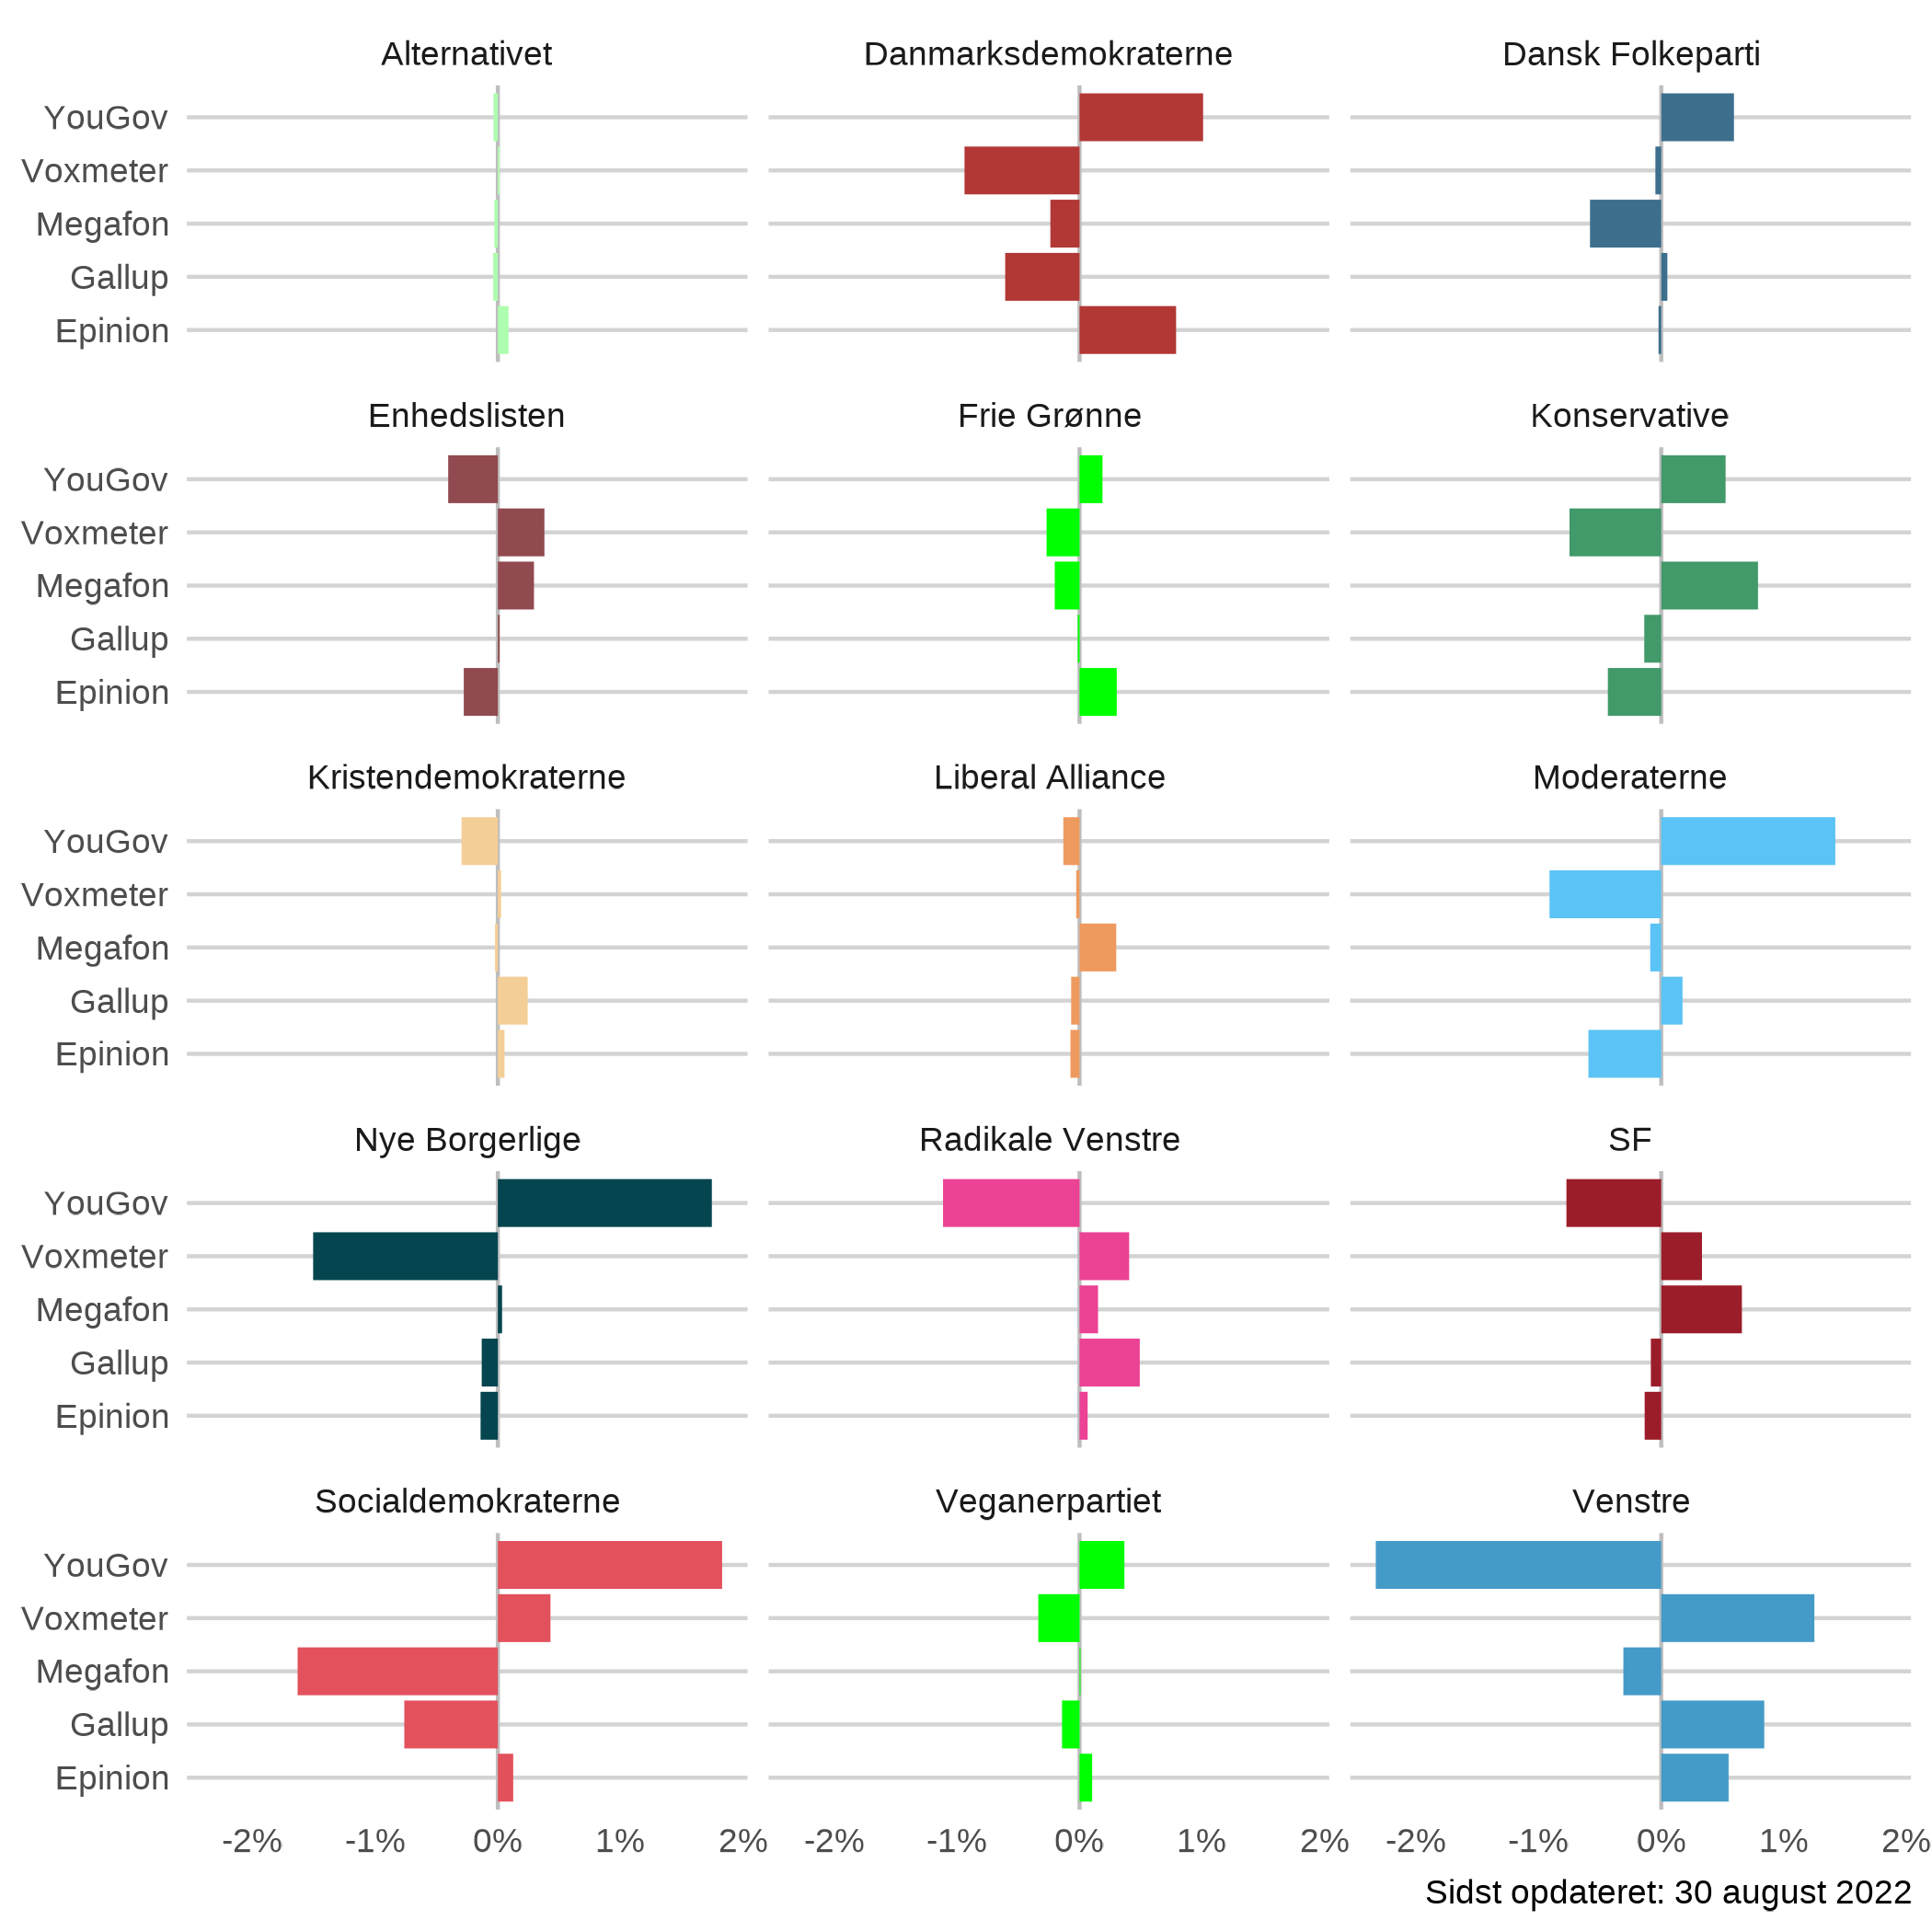 Alternativet Danmarksdemokraterne Dansk Folkeparti
YouGov
Voxmeter
Megafon
Gallup
Epinion
Enhedslisten Frie Grønne Konservative
YouGov
Voxmeter
Megafon
Gallup
Epinion
Kristendemokraterne Liberal Alliance Moderaterne
YouGov
Voxmeter
Megafon
Gallup
Epinion
Nye Borgerlige Radikale Venstre SF
YouGov
Voxmeter
Megafon
Gallup
Epinion
Socialdemokraterne Veganerpartiet Venstre
YouGov
Voxmeter
Megafon
Gallup
Epinion
-2% -1% 0% 1% 2% -2% -1% 0% 1% 2% -2% -1% 0% 1% 2%
Sidst opdateret: 30 august 2022